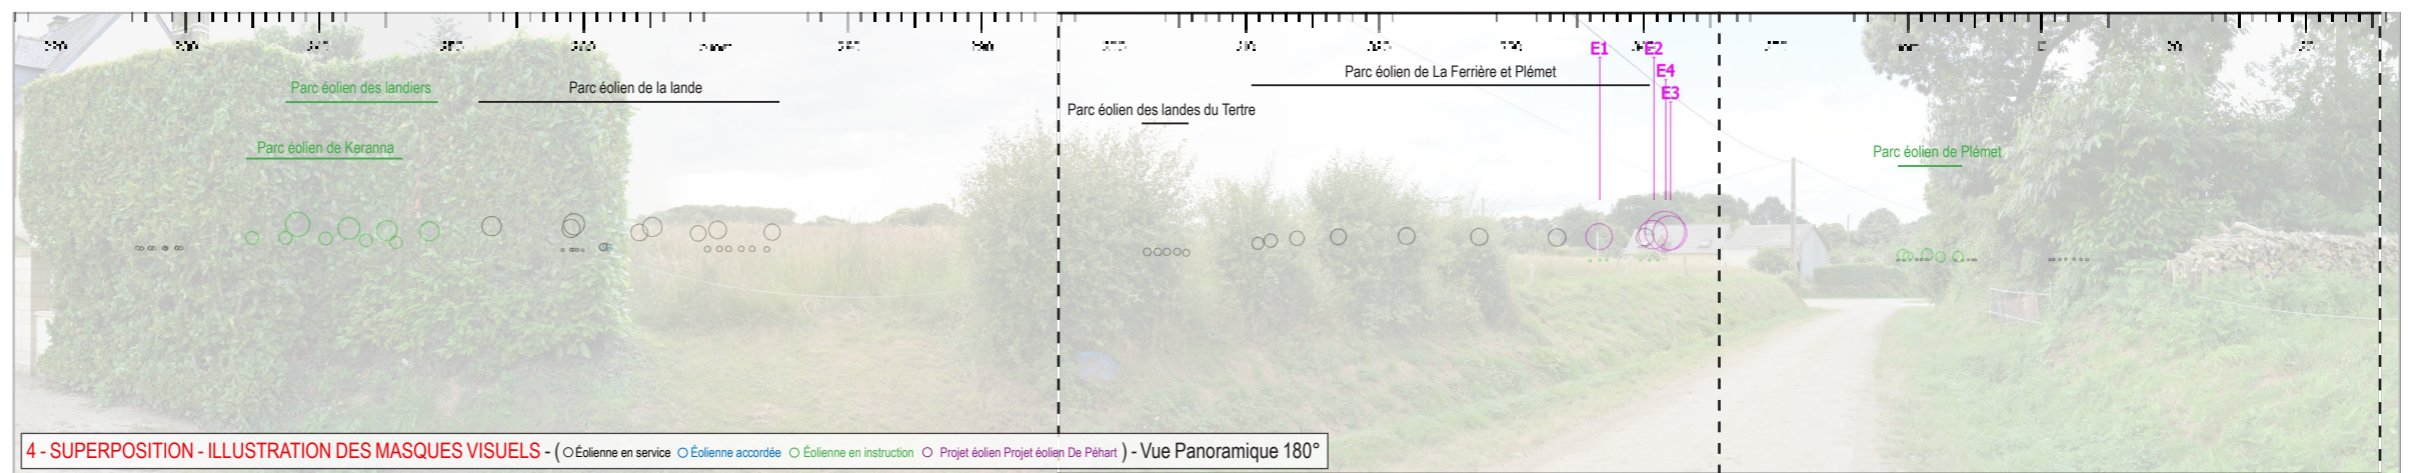 E1
E2
E4
E3
Parc éolien des landiers
Parc éolien de la lande
Parc éolien de La Ferrière et Plémet
Parc éolien des landes du Tertre
Parc éolien de Keranna
Parc éolien de Plémet
4 - SUPERPOSITION - ILLUSTRATION DES MASQUES VISUELS - ( Éolienne en service Éolienne accordée Éolienne en instruction Projet éolien Projet éolien De Péhart ) - Vue Panoramique 180°